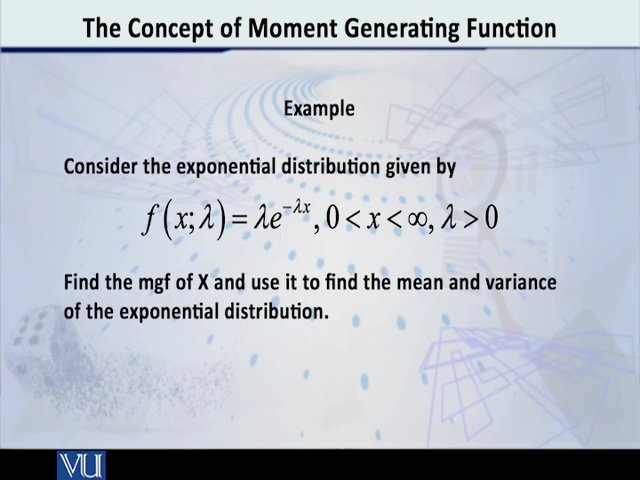 The Concept of Moment Generating Function
Example
Consider the exponential distribution given by
f(x;λ)=λe^{-λx}, 0<x<∞, λ>0
Find the mgf of X and use it to find the mean and variance
of the exponential distribution.
VU